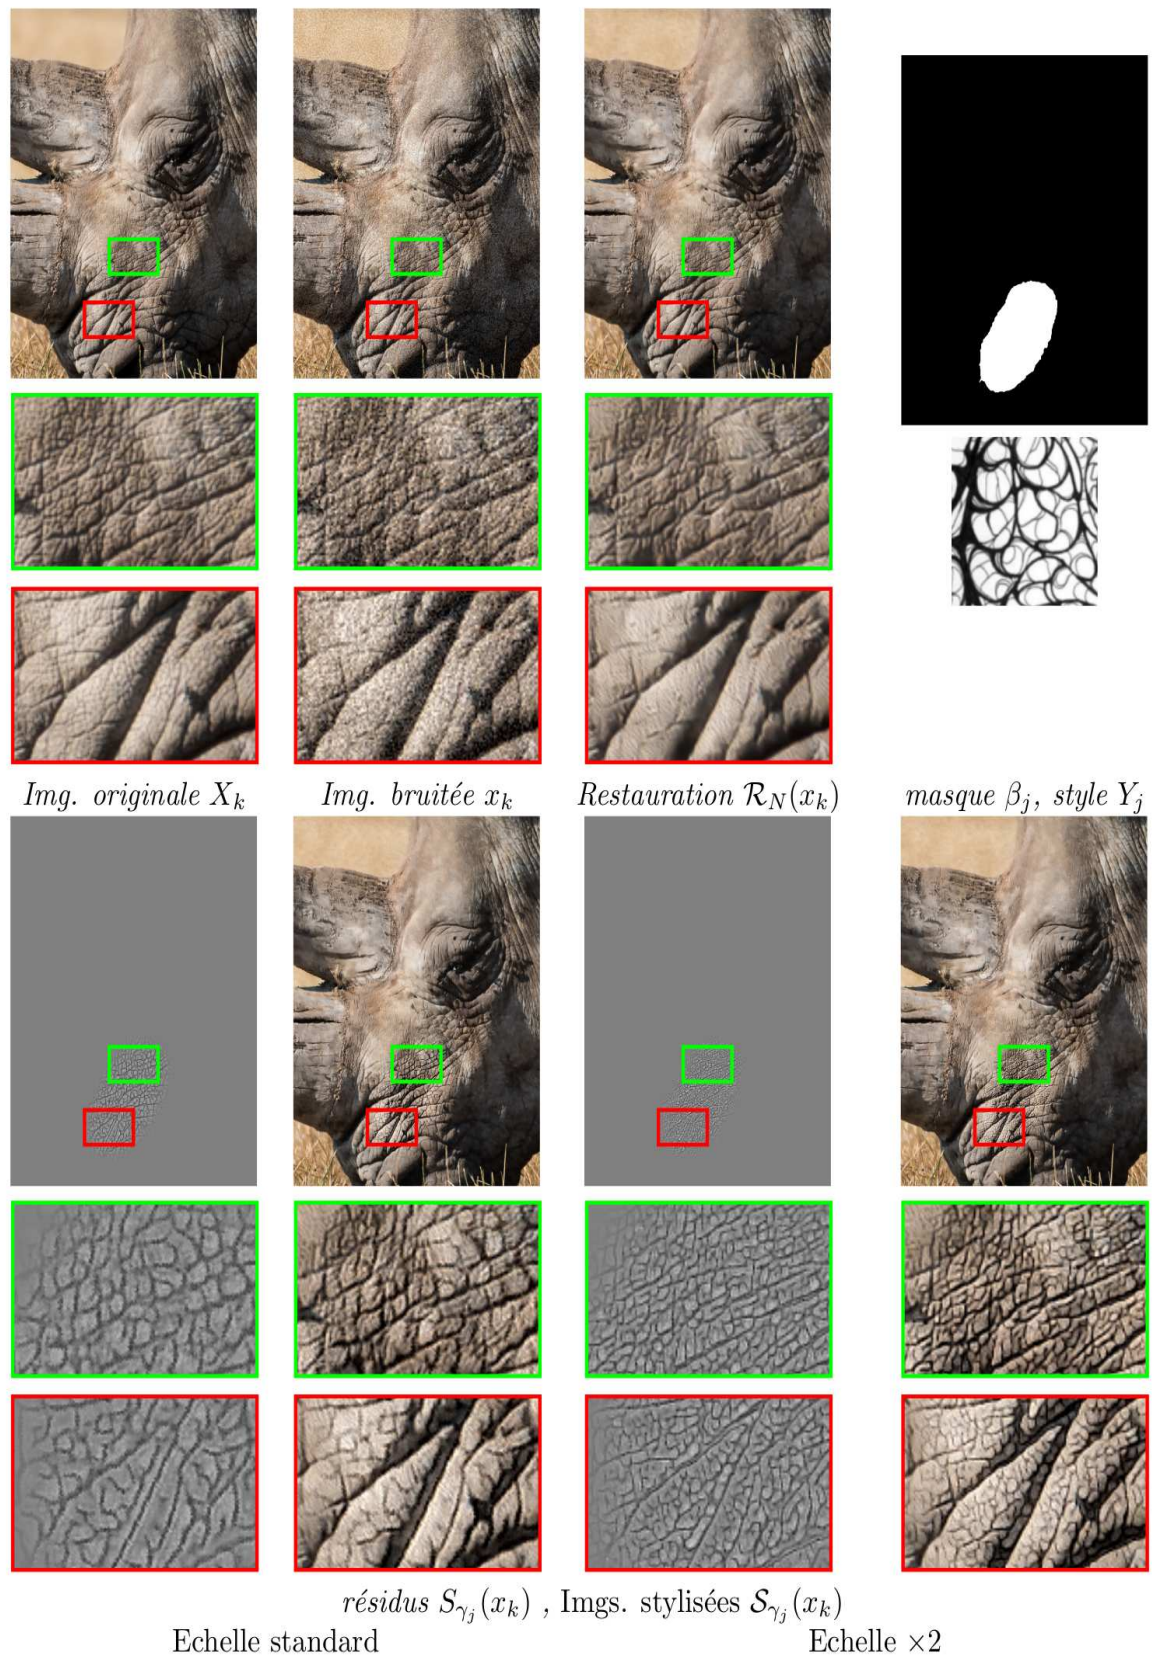 Img. originale X_k
Img. bruitée x_k
Restauration R_N(x_k)
masque β_j, style Y_j
résidus S_{γ_j}(x_k) , Imgs. stylisées S_{γ_j}(x_k)
Echelle standard
Echelle ×2